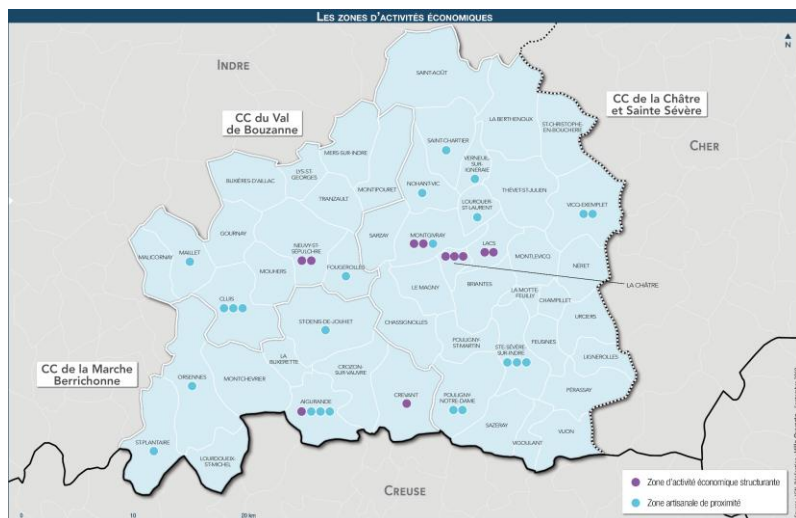 LES ZONES D'ACTIVITÉS ÉCONOMIQUES
N
INDRE
SAINT-AOÛT
CC du Val
de Bouzanne
CC de la Châtre
et Sainte Sévère
LA BERTHENOUX
ST-CHRISTOPHE-
EN-BOUCHERIE
CHER
MERS-SUR-INDRE
SAINT-CHARTIER
VERNEUIL-
SUR-
IGNERAIE
LYS-ST-
GEORGES
BUXIÈRES-D'AILLAC
TRANZAULT
MONTIPOURET
NOHANT-VIC
THEVET-ST-JULIEN
LOUROUER-
ST-LAURENT
VICQ-EXEMPLET
GOURNAY
SARZAY
MONTGIVRAY
LACS
NEUVY-ST-
SÉPULCHRE
MALICORNAY
MAILLET
MONTLEVICQ
NÉRET
MOUHERS
FOUGEROLLES
LA CHÂTRE
LE MAGNY
BRIANTES
LA MOTTE
FEUILLY
CHAMPILLET
CLUIS
URCIERS
ST-DENIS-DE-JOUHET
CHASSIGNOLLES
POULIGNY-
ST-MARTIN
FEUSINES
STE-SÉVÈRE-
SUR-INDRE
LIGNEROLLES
CC de la Marche
Berrichonne
ORSENNES
MONTCHEVRIER
LA
BUXERETTE
CROZON-
SUR-VAUVRE
PÉRASSAY
AIGURANDE
CREVANT
POULIGNY-
NOTRE-DAME
SAZERAY
VIJON
VIGOULANT
ST-PLANTAIRE
LOURDOUEIX-
ST-MICHEL
CREUSE
Zone d'activité économique structurante
Zone artisanale de proximité
0
10
20 km